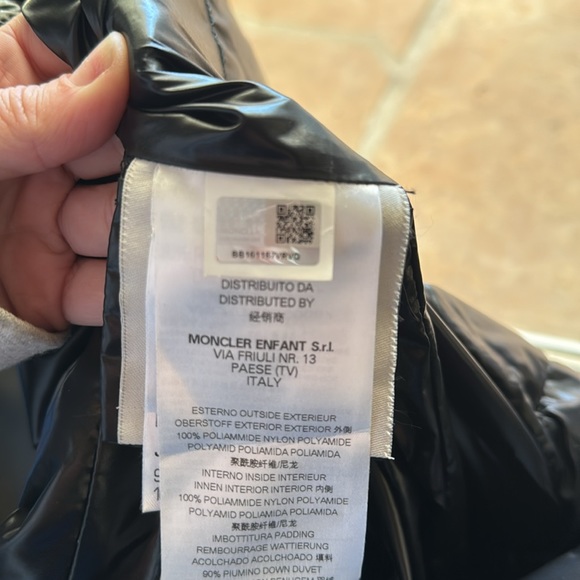 DISTRIBUITO DA
DISTRIBUTED BY
经销商
MONCLER ENFANT S.r.l.
VIA FRIULI NR. 13
PAESE (TV)
ITALY
ESTERNO OUTSIDE EXTERIEUR
OBERSTOFF EXTERIOR EXTERIOR 外侧
100% POLIAMMIDE NYLON POLYAMIDE
POLYAMID POLIAMIDA POLIAMIDA
聚酰胺纤维/尼龙
INTERNO INSIDE INTERIEUR
INNEN INTERIOR INTERIOR 内侧
100% POLIAMMIDE NYLON POLYAMIDE
POLYAMID POLIAMIDA POLIAMIDA
聚酰胺纤维/尼龙
IMBOTTITURA PADDING
REMBOURRAGE WATTIERUNG
ACOLCHADO ACOLCHOADO 填料
90% PIUMINO DOWN DUVET